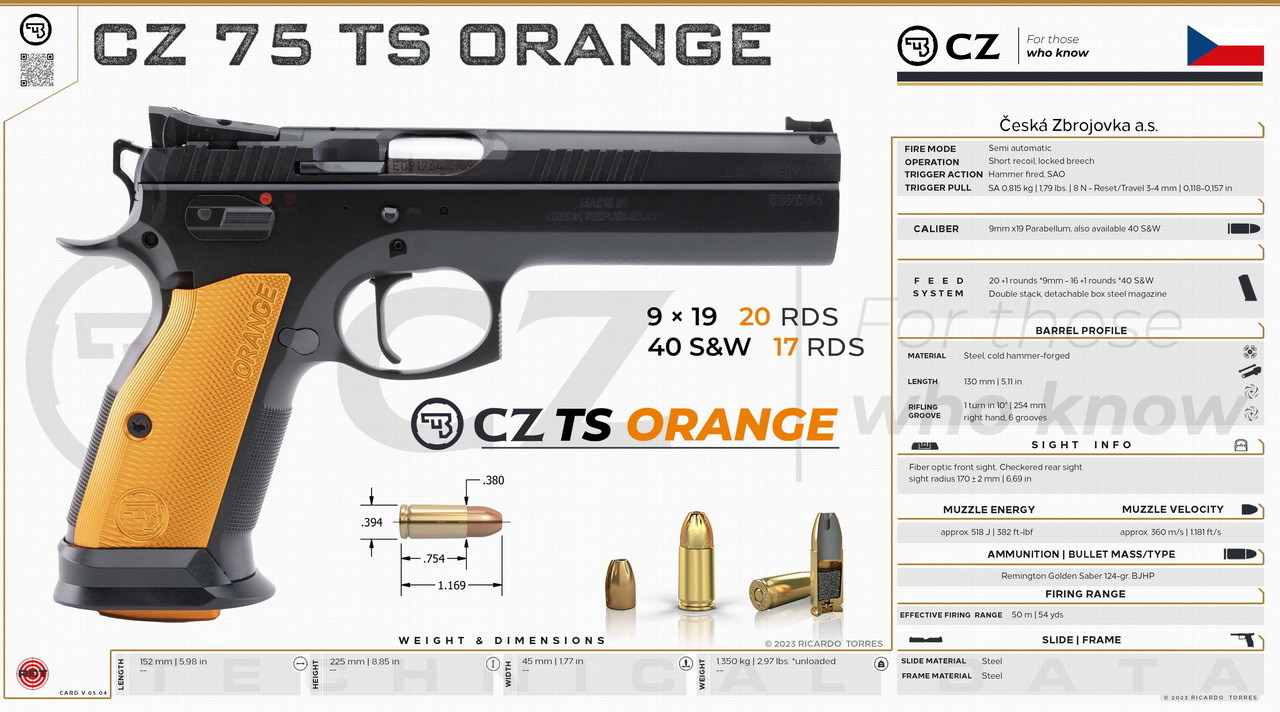 CZ 75 TS ORANGE
CZ
For those
who know
Česká Zbrojovka a.s.
FIRE MODE Semi automatic
OPERATION Short recoil, locked breech
TRIGGER ACTION Hammer fired, SAO
TRIGGER PULL SA 0,815 kg | 1,79 lbs. | 8 N - Reset/Travel 3-4 mm | 0,118-0,157 in
CALIBER 9mm x19 Parabellum, also available 40 S&W
FEED SYSTEM 20 +1 rounds *9mm - 16 +1 rounds *40 S&W
Double stack, detachable box steel magazine
BARREL PROFILE
MATERIAL Steel, cold hammer-forged
LENGTH 130 mm | 5,11 in
RIFLING GROOVE 1 turn in 10" | 254 mm
right hand, 6 grooves
SIGHT INFO
Fiber optic front sight, Checkered rear sight
sight radius 170 ± 2 mm | 6,69 in
MUZZLE ENERGY MUZZLE VELOCITY
approx. 518 J | 382 ft-lbf approx. 360 m/s | 1.181 ft/s
AMMUNITION | BULLET MASS/TYPE
Remington Golden Saber 124-gr. BJHP
FIRING RANGE
EFFECTIVE FIRING RANGE 50 m | 54 yds
SLIDE | FRAME
SLIDE MATERIAL Steel
FRAME MATERIAL Steel
© 2023 RICARDO TORRES
ORANGE
9 × 19 20 RDS
40 S&W 17 RDS
CZ TS ORANGE
CZ
For those
who know
.380
.394
.754
1.169
© 2023 RICARDO TORRES
WEIGHT & DIMENSIONS
LENGTH 152 mm | 5,98 in
--
HEIGHT 225 mm | 8.85 in
--
WIDTH 45 mm | 1.77 in
--
WEIGHT 1.350 kg | 2.97 lbs. *unloaded
--
TECHNICAL DATA
RDT
CARD V.05.04